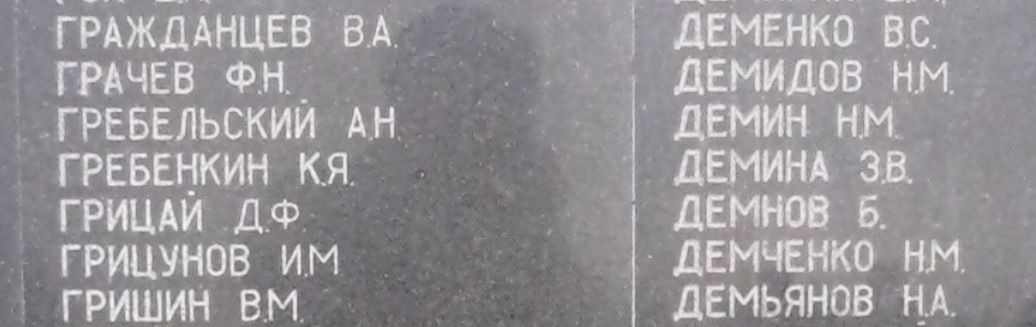 ГРАЖДАНЦЕВ В.А.
ГРАЧЕВ Ф.Н.
ГРЕБЕЛЬСКИЙ А.Н
ГРЕБЕНКИН К.Я.
ГРИЦАЙ Д.Ф
ГРИЦУНОВ И.М
ГРИШИН В.М.
ДЕМЕНКО В.С.
ДЕМИДОВ Н.М.
ДЕМИН Н.М.
ДЕМИНА З.В.
ДЕМНОВ Б.
ДЕМЧЕНКО Н.М.
ДЕМЬЯНОВ Н.А.